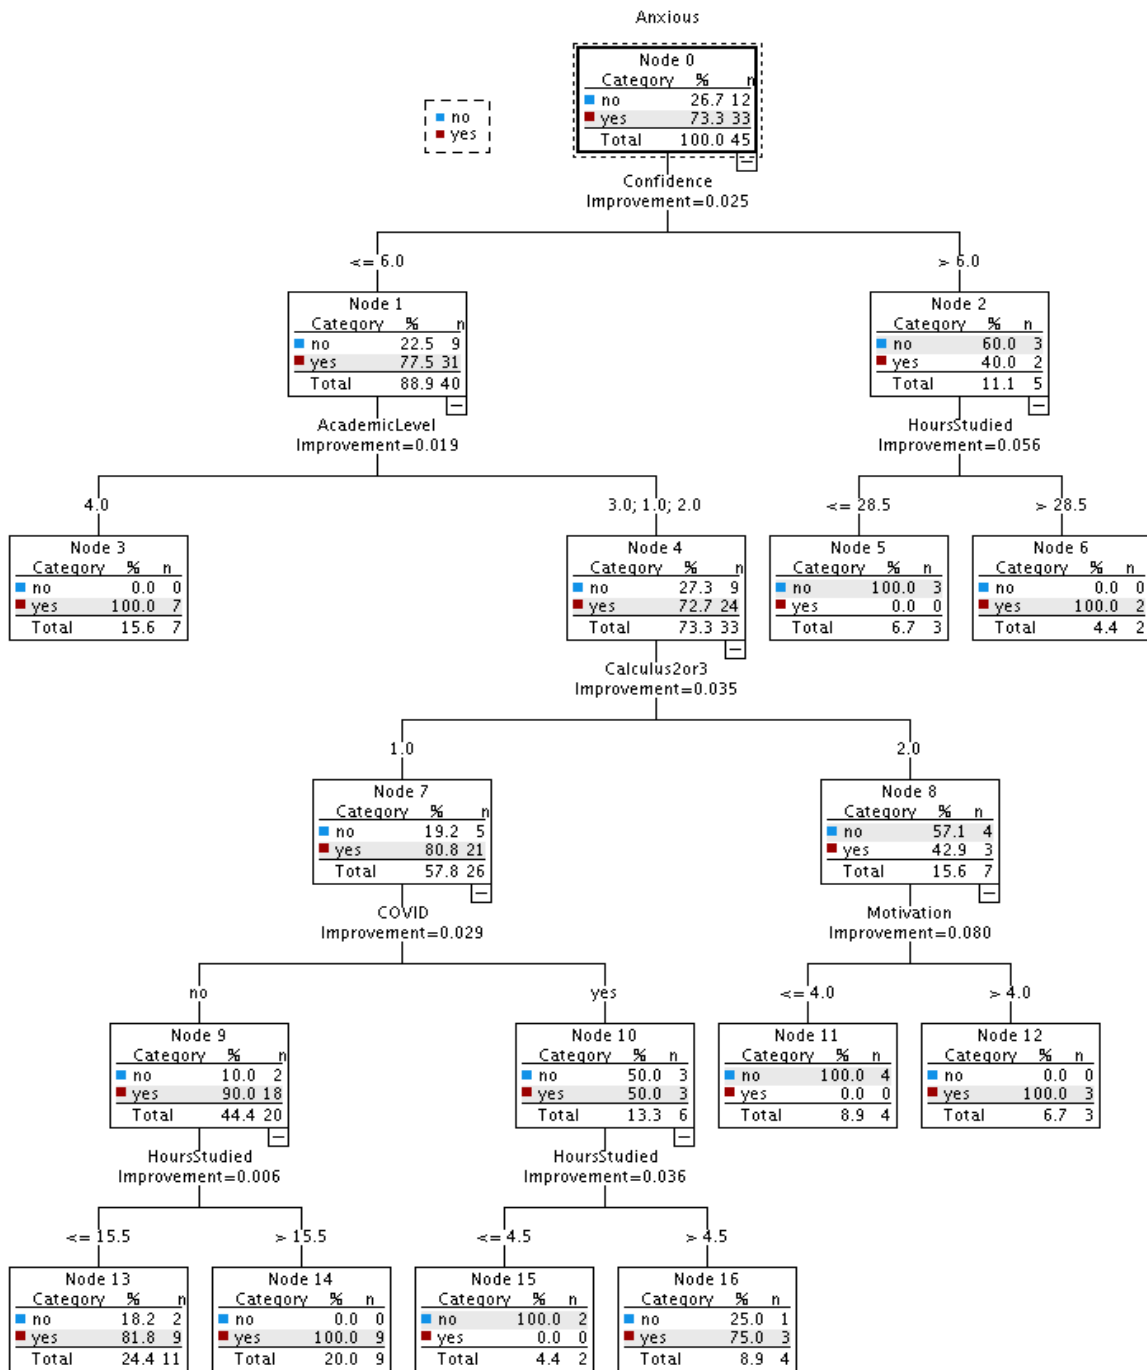 Anxious
Node 0
Category % n
no 26.7 12
yes 73.3 33
Total 100.0 45
no
yes
Confidence
Improvement=0.025
<= 6.0
> 6.0
Node 1
Category % n
no 22.5 9
yes 77.5 31
Total 88.9 40
Node 2
Category % n
no 60.0 3
yes 40.0 2
Total 11.1 5
AcademicLevel
Improvement=0.019
HoursStudied
Improvement=0.056
4.0
3.0; 1.0; 2.0
<= 28.5
> 28.5
Node 3
Category % n
no 0.0 0
yes 100.0 7
Total 15.6 7
Node 4
Category % n
no 27.3 9
yes 72.7 24
Total 73.3 33
Node 5
Category % n
no 100.0 3
yes 0.0 0
Total 6.7 3
Node 6
Category % n
no 0.0 0
yes 100.0 2
Total 4.4 2
Calculus2or3
Improvement=0.035
1.0
2.0
Node 7
Category % n
no 19.2 5
yes 80.8 21
Total 57.8 26
Node 8
Category % n
no 57.1 4
yes 42.9 3
Total 15.6 7
COVID
Improvement=0.029
Motivation
Improvement=0.080
no
yes
<= 4.0
> 4.0
Node 9
Category % n
no 10.0 2
yes 90.0 18
Total 44.4 20
Node 10
Category % n
no 50.0 3
yes 50.0 3
Total 13.3 6
Node 11
Category % n
no 100.0 4
yes 0.0 0
Total 8.9 4
Node 12
Category % n
no 0.0 0
yes 100.0 3
Total 6.7 3
HoursStudied
Improvement=0.006
HoursStudied
Improvement=0.036
<= 15.5
> 15.5
<= 4.5
> 4.5
Node 13
Category % n
no 18.2 2
yes 81.8 9
Total 24.4 11
Node 14
Category % n
no 0.0 0
yes 100.0 9
Total 20.0 9
Node 15
Category % n
no 100.0 2
yes 0.0 0
Total 4.4 2
Node 16
Category % n
no 25.0 1
yes 75.0 3
Total 8.9 4